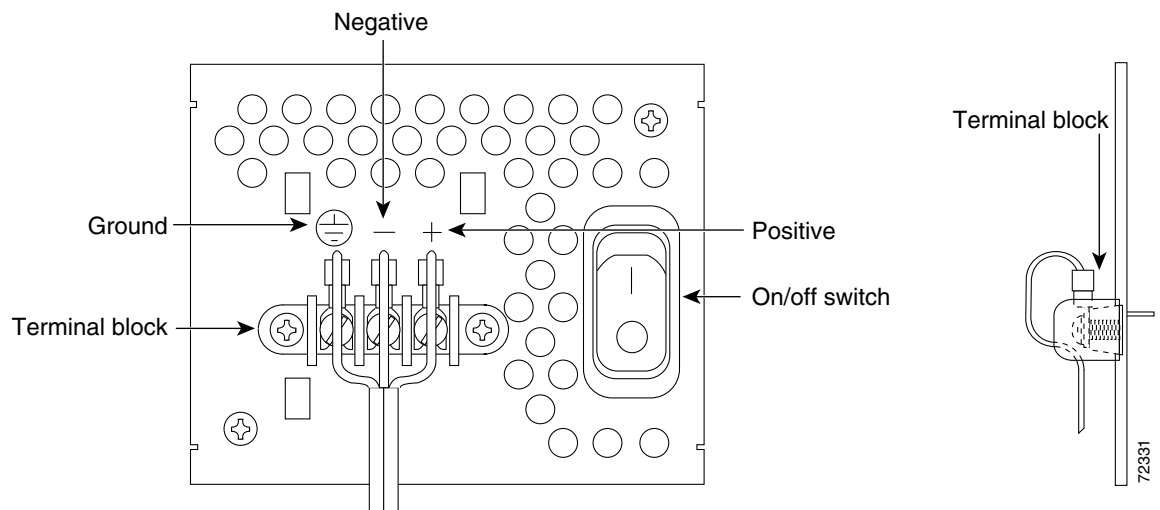 Negative
Terminal block
Ground
Positive
On/off switch
Terminal block
72331